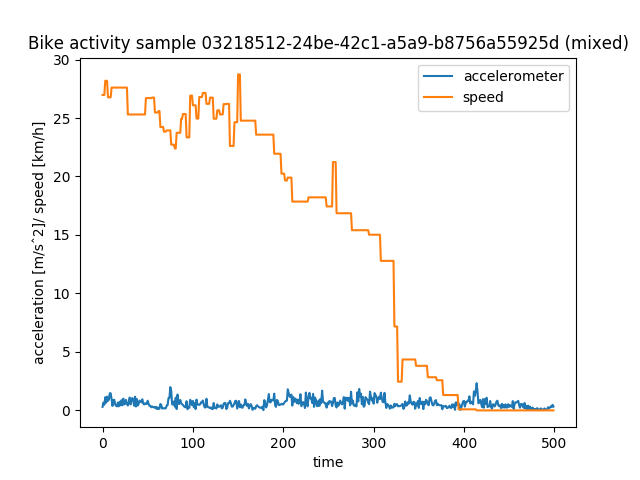 Bike activity sample 03218512-24be-42c1-a5a9-b8756a55925d (mixed)
accelerometer
speed
acceleration [m/s^2]/ speed [km/h]
30
25
20
15
10
5
0
0 100 200 300 400 500
time